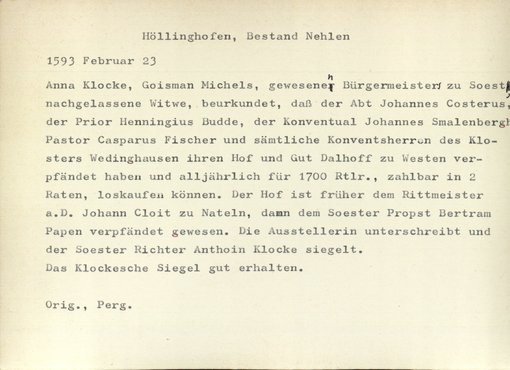 Höllinghofen, Bestand Nehlen
1593 Februar 23
Anna Klocke, Goisman Michels, gewesenen Bürgermeisters zu Soest,
nachgelassene Witwe, beurkundet, daß der Abt Johannes Costerus,
der Prior Henningius Budde, der Konventual Johannes Smalenbergh
Pastor Casparus Fischer und sämtliche Konventsherren des Klo-
sters Wedinghausen ihren Hof und Gut Dalhoff zu Westen ver-
pfändet haben und alljährlich für 1700 Rtlr., zahlbar in 2
Raten, loskaufen können. Der Hof ist früher dem Rittmeister
a.D. Johann Cloit zu Nateln, dann dem Soester Propst Bertram
Papen verpfändet gewesen. Die Ausstellerin unterschreibt und
der Soester Richter Anthoin Klocke siegelt.
Das Klockesche Siegel gut erhalten.
Orig., Perg.